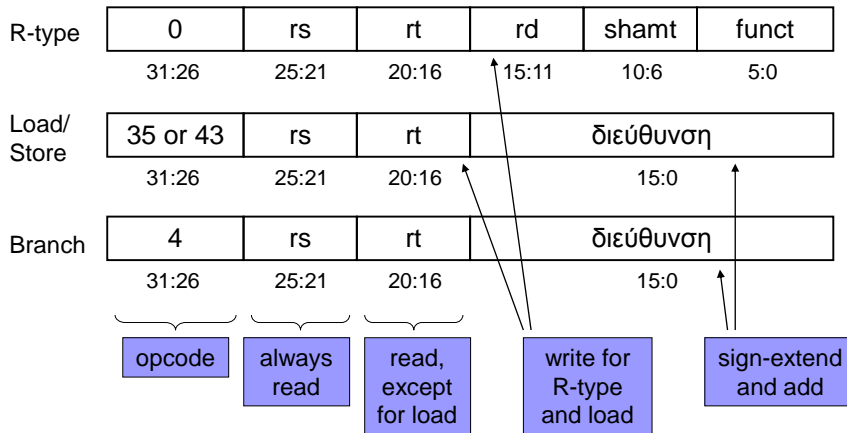 R-type 0 rs rt rd shamt funct
31:26 25:21 20:16 15:11 10:6 5:0
Load/
Store
35 or 43 rs rt διεύθυνση
31:26 25:21 20:16 15:0
Branch 4 rs rt διεύθυνση
31:26 25:21 20:16 15:0
opcode
always
read
read,
except
for load
write for
R-type
and load
sign-extend
and add